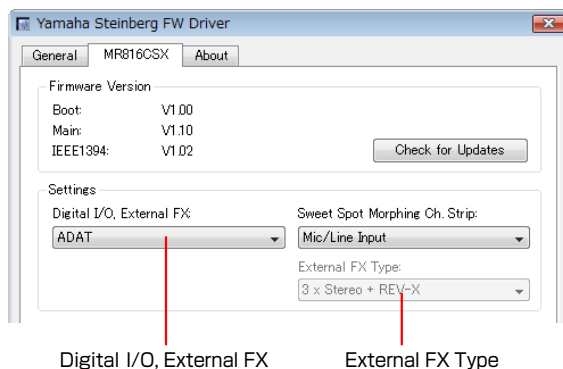 Yamaha Steinberg FW Driver
General MR816CSX About
Firmware Version
Boot: V1.00
Main: V1.10
IEEE1394: V1.02
Check for Updates
Settings
Digital I/O, External FX: Sweet Spot Morphing Ch. Strip:
ADAT Mic/Line Input
External FX Type:
3 x Stereo + REV-X
Digital I/O, External FX External FX Type